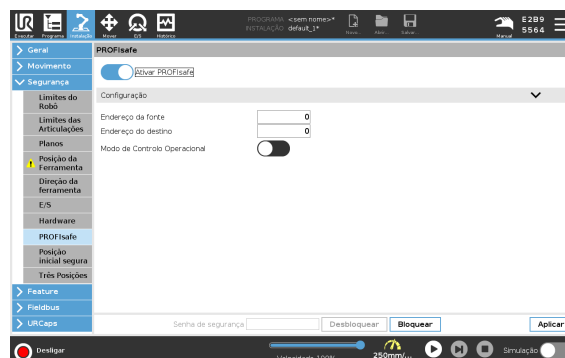 PROGRAMA <sem nomes>*
INSTALAÇÃO default_1*
Executar Programa Instalação Mover E/S Histórico
Novo... Abrir... Salvar...
Manual
E2B9
5564
Geral
Movimento
Segurança
Limites do
Robô
Limites das
Articulações
Planos
Posição da
Ferramenta
Direção da
ferramenta
E/S
Hardware
PROFIsafe
Posição
inicial segura
Três Posições
Feature
Fieldbus
URCaps
PROFIsafe
Ativar PROFIsafe
Configuração
Endereço da fonte 0
Endereço do destino 0
Modo de Controlo Operacional
Senha de segurança Desbloquear Bloquear Aplicar
Desligar
Velocidade 100%
250mm/...
Simulação